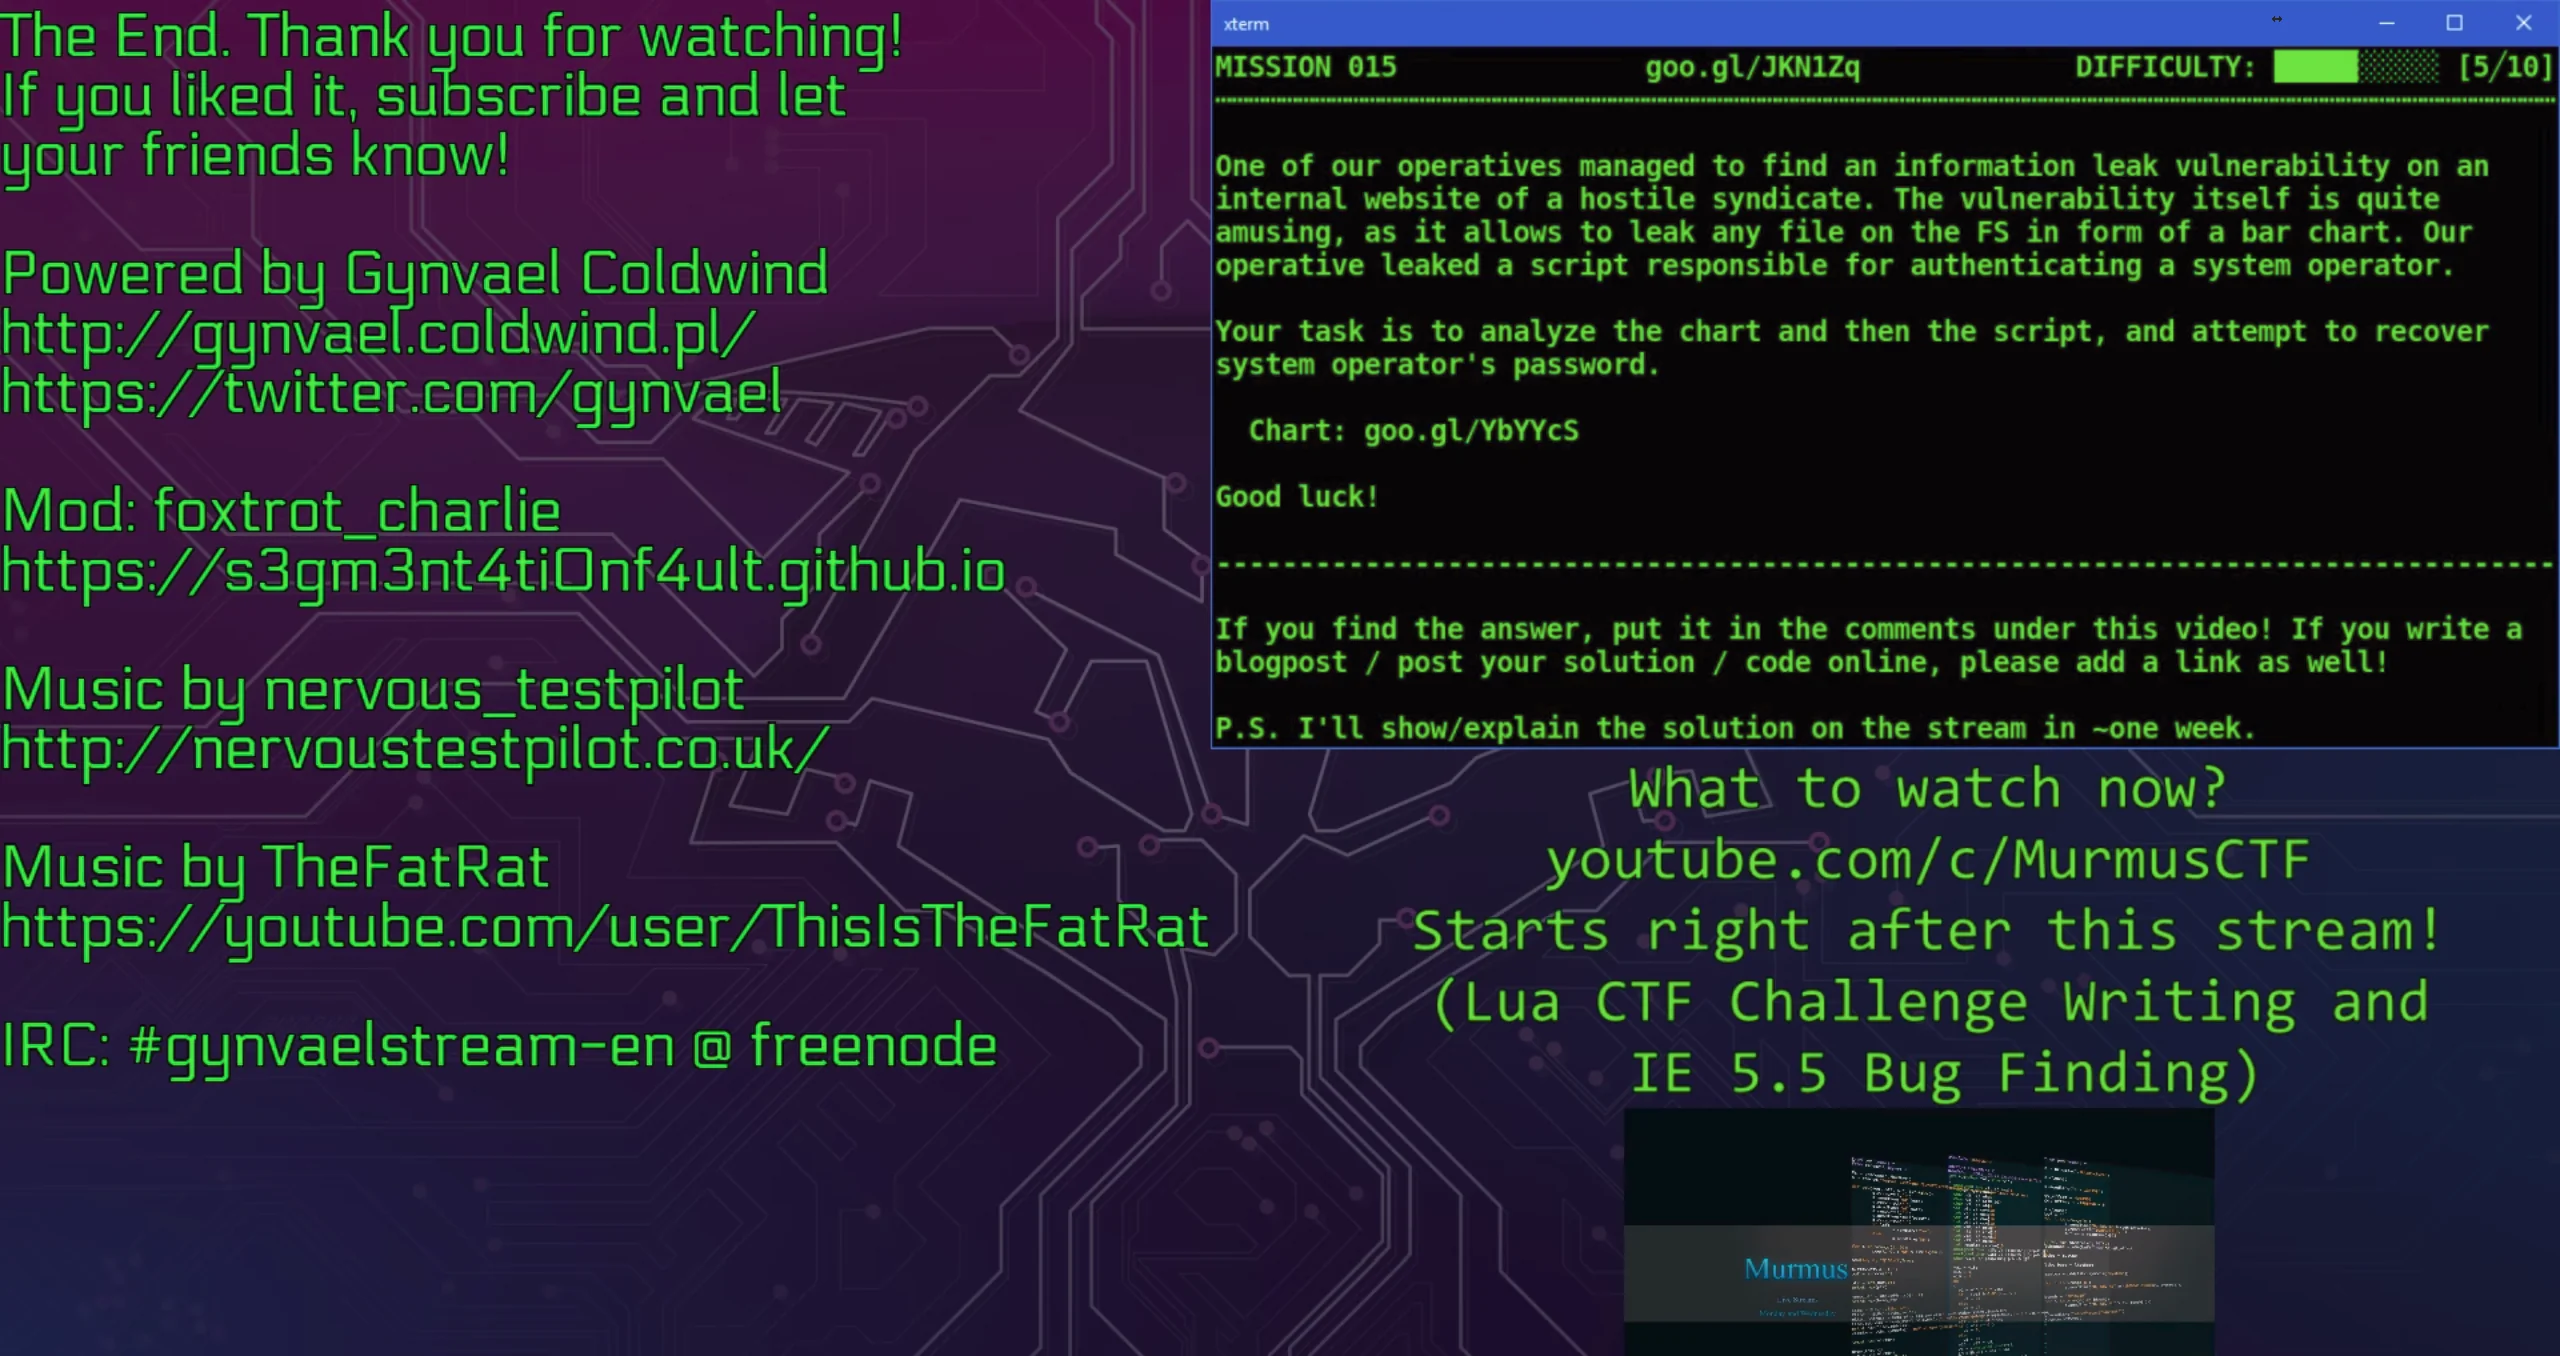 The End. Thank you for watching!
If you liked it, subscribe and let
your friends know!
Powered by Gynvael Coldwind
http://gynvael.coldwind.pl/
https://twitter.com/gynvael
Mod: foxtrot_charlie
https://s3gm3nt4ti0nf4ult.github.io
Music by nervous_testpilot
http://nervoustestpilot.co.uk/
Music by TheFatRat
https://youtube.com/user/ThisIsTheFatRat
IRC: #gynvaelstream-en @ freenode
xterm
MISSION 015 goo.gl/JKN1Zq DIFFICULTY: [5/10]
One of our operatives managed to find an information leak vulnerability on an
internal website of a hostile syndicate. The vulnerability itself is quite
amusing, as it allows to leak any file on the FS in form of a bar chart. Our
operative leaked a script responsible for authenticating a system operator.
Your task is to analyze the chart and then the script, and attempt to recover
system operator's password.
Chart: goo.gl/YbYYcS
Good luck!
--------------------------------------------------------------------------------
If you find the answer, put it in the comments under this video! If you write a
blogpost / post your solution / code online, please add a link as well!
P.S. I'll show/explain the solution on the stream in ~one week.
What to watch now?
youtube.com/c/MurmusCTF
Starts right after this stream!
(Lua CTF Challenge Writing and
IE 5.5 Bug Finding)
Murmus